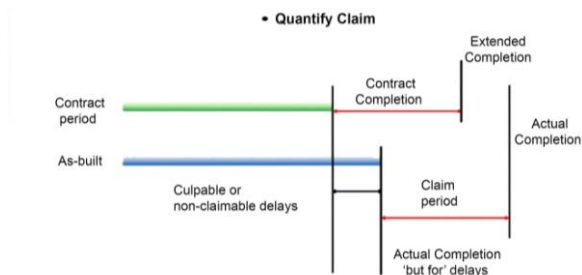 • Quantify Claim
Extended
Completion
Contract
Completion
Contract
period
Actual
Completion
As-built
Culpable or
non-claimable delays
Claim
period
Actual Completion
'but for' delays